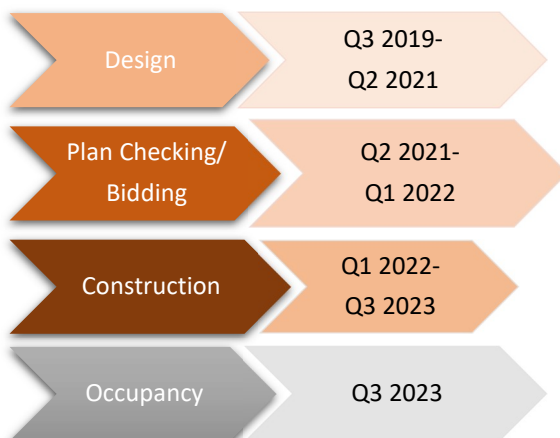 Design
Q3 2019-
Q2 2021
Plan Checking/
Bidding
Q2 2021-
Q1 2022
Construction
Q1 2022-
Q3 2023
Occupancy
Q3 2023